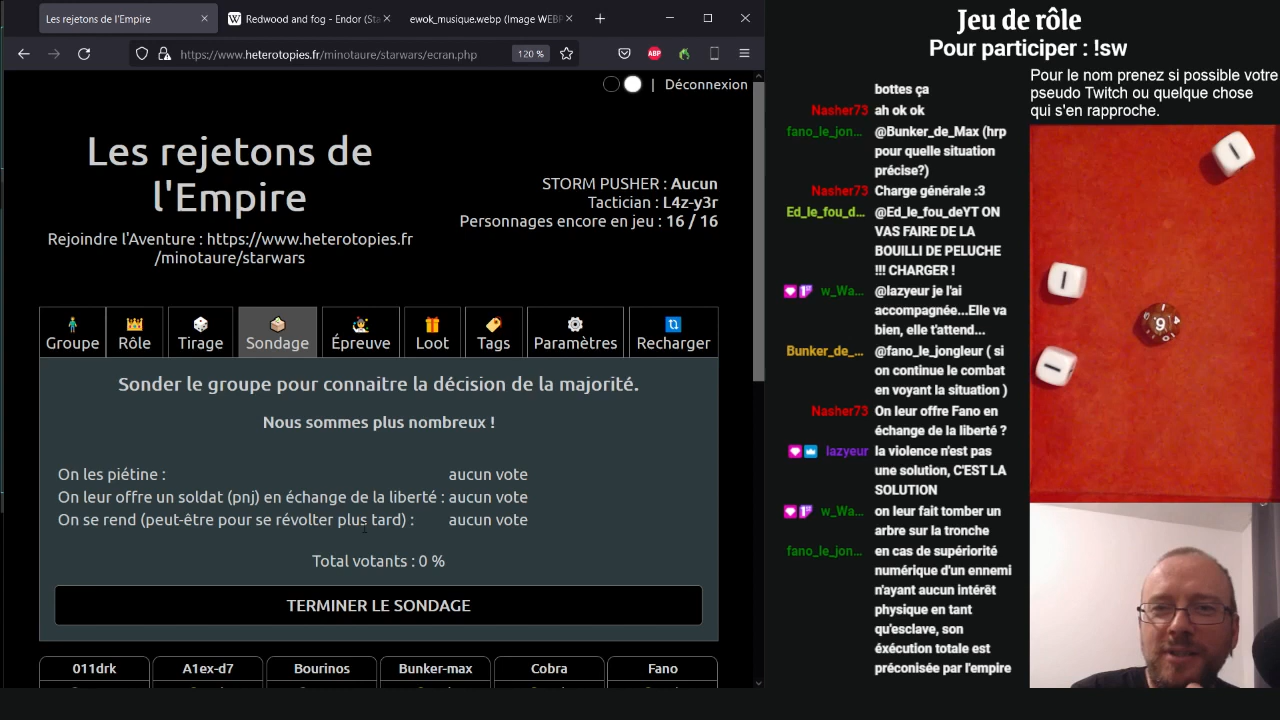 Les rejetons de l'Empire
Redwood and fog - Endor (Sta
ewok_musique.webp (Image WEBP
https://www.heterotopies.fr/minotaure/starwars/ecran.php
120 %
ABP
| Déconnexion
Les rejetons de
l'Empire
Rejoindre l'Aventure : https://www.heterotopies.fr
/minotaure/starwars
STORM PUSHER : Aucun
Tactician : L4z-y3r
Personnages encore en jeu : 16 / 16
Groupe
Rôle
Tirage
Sondage
Épreuve
Loot
Tags
Paramètres
Recharger
Sonder le groupe pour connaitre la décision de la majorité.
Nous sommes plus nombreux !
On les piétine : aucun vote
On leur offre un soldat (pnj) en échange de la liberté : aucun vote
On se rend (peut-être pour se révolter plus tard) : aucun vote
Total votants : 0 %
TERMINER LE SONDAGE
011drk
A1ex-d7
Bourinos
Bunker-max
Cobra
Fano
bottes ça
Nasher73 ah ok ok
fano_le_jon... @Bunker_de_Max (hrp
pour quelle situation
précise?)
Nasher73 Charge générale :3
Ed_le_fou_d... @Ed_le_fou_deYT ON
VAS FAIRE DE LA
BOUILLI DE PELUCHE
!!! CHARGER !
w_Wa... @lazyeur je l'ai
accompagnée...Elle va
bien, elle t'attend...
Bunker_de_... @fano_le_jongleur ( si
on continue le combat
en voyant la situation )
Nasher73 On leur offre Fano en
échange de la liberté ?
lazyeur la violence n'est pas
une solution, C'EST LA
SOLUTION
w_Wa... on leur fait tomber un
arbre sur la tronche
fano_le_jon... en cas de supériorité
numérique d'un ennemi
n'ayant aucun intérêt
physique en tant
qu'esclave, son
éxécution totale est
préconisée par l'empire
Jeu de rôle
Pour participer : !sw
Pour le nom prenez si possible votre
pseudo Twitch ou quelque chose
qui s'en rapproche.
9